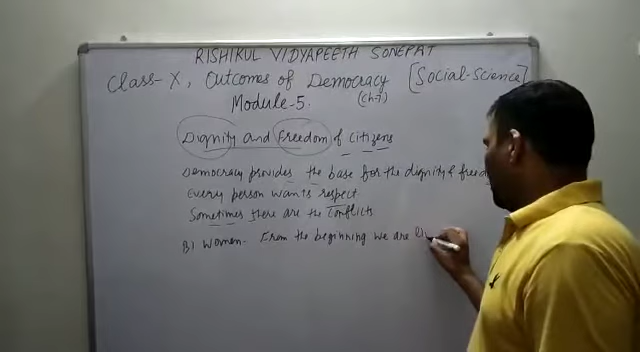 RISHIKUL VIDYAPEETH SONEPAT
Class-X, Outcomes of Democracy [Social-Science]
Module-5. (Ch-7)
Dignity and Freedom of Citizens
Democracy provides the base for the dignity &
Every person wants respect
Sometimes there are the Conflicts
B) Women- From the beginning we are